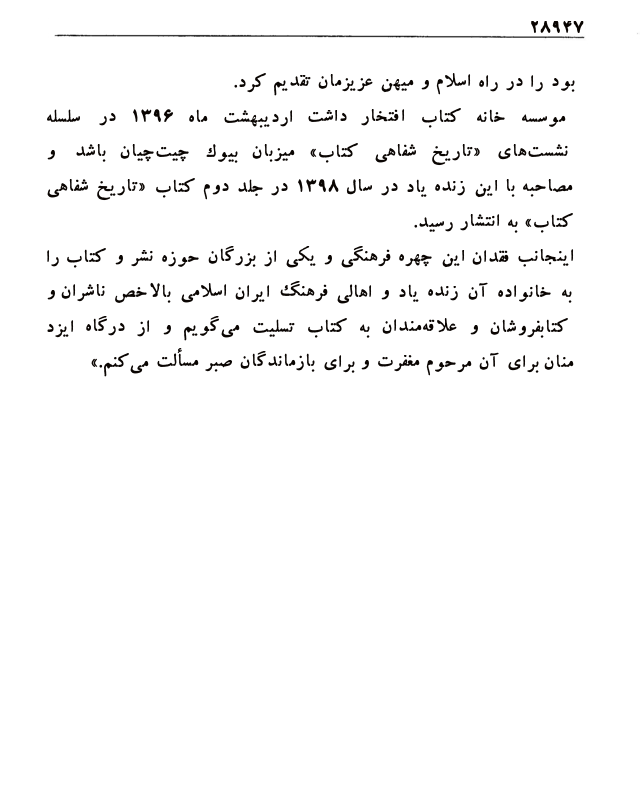 ۲۸۹۴۷
بود را در راه اسلام و میهن عزیزمان تقدیم کرد.
موسسه خانه کتاب افتخار داشت اردیبهشت ماه ۱۳۹۶ در سلسله
نشست‌های «تاریخ شفاهی کتاب» میزبان بیوك چیت‌چیان باشد و
مصاحبه با این زنده یاد در سال ۱۳۹۸ در جلد دوم کتاب «تاریخ شفاهی
کتاب» به انتشار رسید.
اینجانب فقدان این چهره فرهنگی و یکی از بزرگان حوزه نشر و کتاب را
به خانواده آن زنده یاد و اهالی فرهنگ ایران اسلامی بالاخص ناشران و
کتابفروشان و علاقه‌مندان به کتاب تسلیت می‌گویم و از درگاه ایزد
منان برای آن مرحوم مغفرت و برای بازماندگان صبر مسألت می‌کنم.»